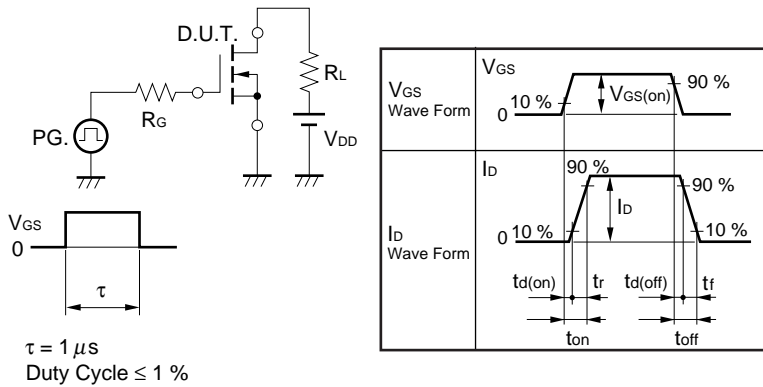 D.U.T.
RL
RG
PG.
VDD
VGS
0
τ
τ = 1 μs
Duty Cycle ≤ 1 %
VGS
Wave Form
VGS
10 %
0
VGS(on)
90 %
ID
Wave Form
ID
90 %
90 %
ID
0
10 %
10 %
td(on)
tr
td(off)
tf
ton
toff